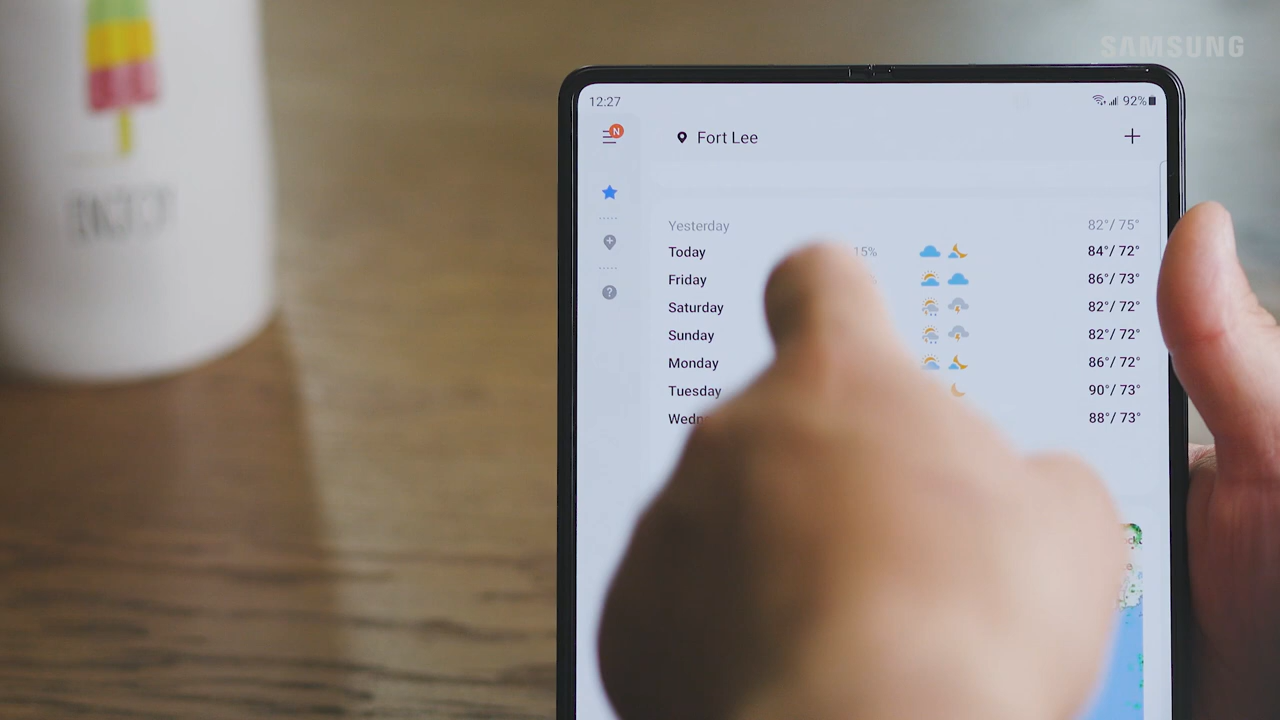 SAMSUNG
ENJOY
12:27 92%
N
Fort Lee +
Yesterday 82°/ 75°
Today 15% 84°/ 72°
Friday 86°/ 73°
Saturday 82°/ 72°
Sunday 82°/ 72°
Monday 86°/ 72°
Tuesday 90°/ 73°
88°/ 73°
?